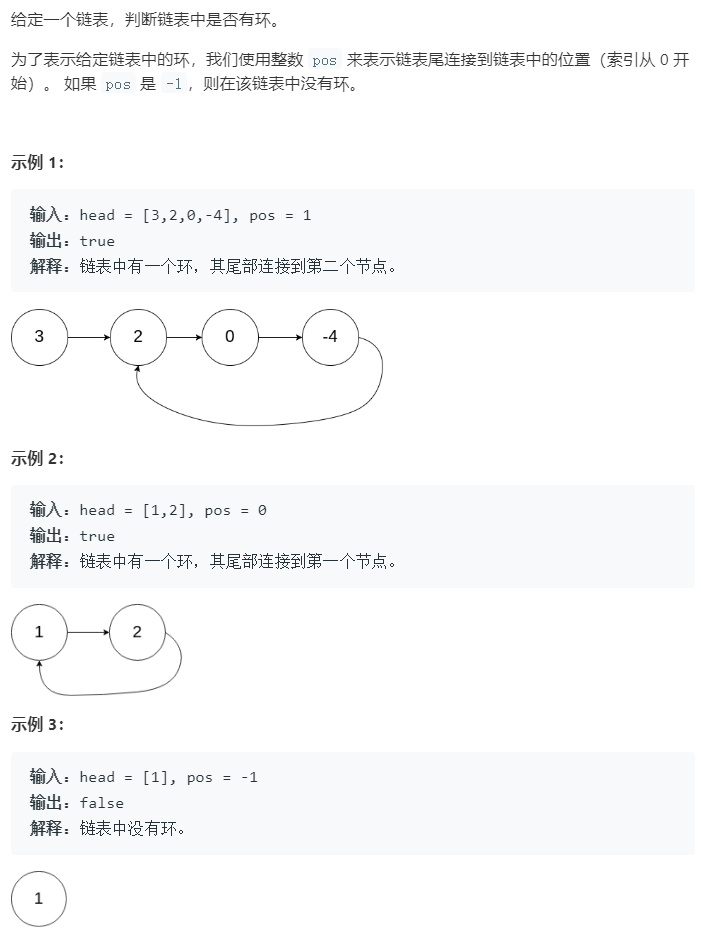 给定一个链表，判断链表中是否有环。
为了表示给定链表中的环，我们使用整数 pos 来表示链表尾连接到链表中的位置（索引从 0 开
始）。 如果 pos 是 -1，则在该链表中没有环。
示例 1：
输入：head = [3,2,0,-4], pos = 1
输出：true
解释：链表中有一个环，其尾部连接到第二个节点。
3 2 0 -4
示例 2：
输入：head = [1,2], pos = 0
输出：true
解释：链表中有一个环，其尾部连接到第一个节点。
1 2
示例 3：
输入：head = [1], pos = -1
输出：false
解释：链表中没有环。
1